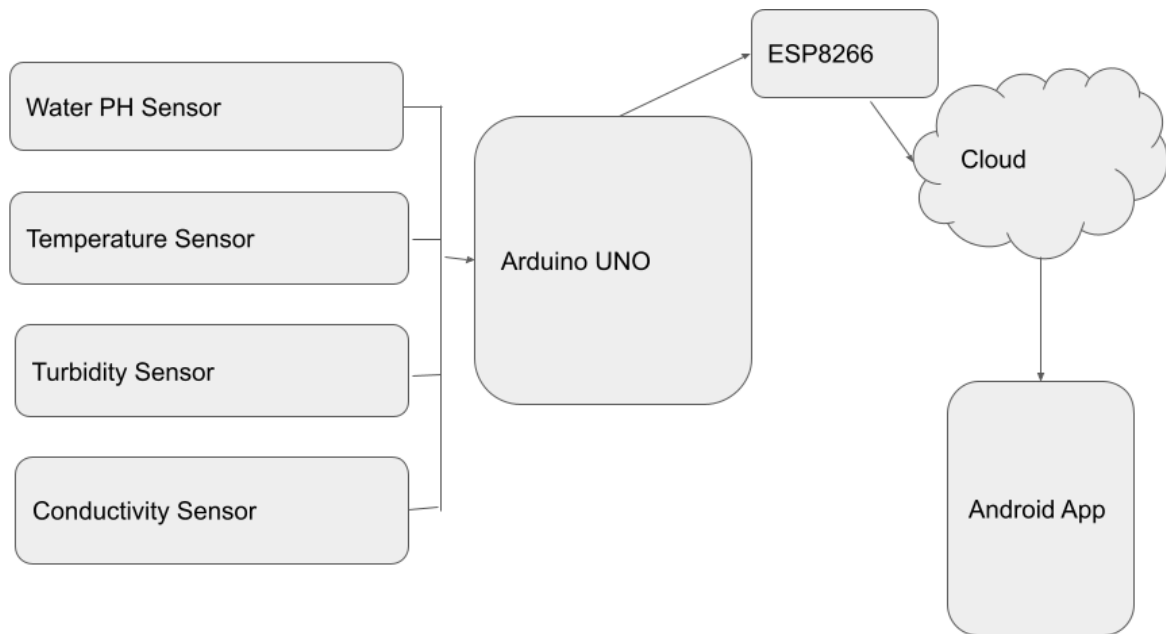 Water PH Sensor
Temperature Sensor
Turbidity Sensor
Conductivity Sensor
Arduino UNO
ESP8266
Cloud
Android App